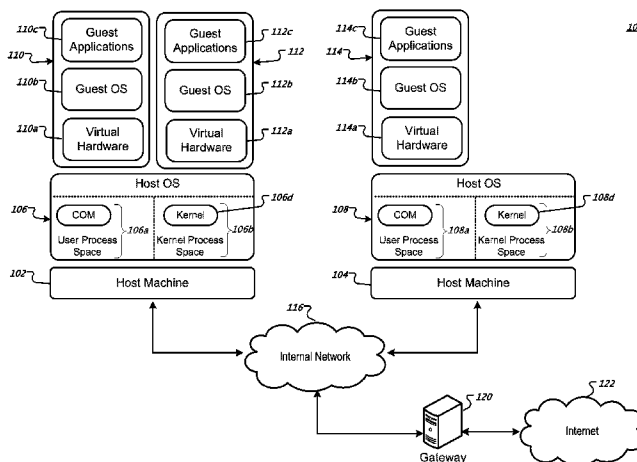 110c
Guest
Applications
110
110b
Guest OS
110a
Virtual
Hardware
112c
Guest
Applications
112
112b
Guest OS
112a
Virtual
Hardware
114c
Guest
Applications
114
114b
Guest OS
114a
Virtual
Hardware
Host OS
106
COM
106a
User Process
Space
Kernel
106d
106b
Kernel Process
Space
102
Host Machine
Host OS
108
COM
108a
User Process
Space
Kernel
108d
108b
Kernel Process
Space
104
Host Machine
116
Internal Network
120
Gateway
122
Internet